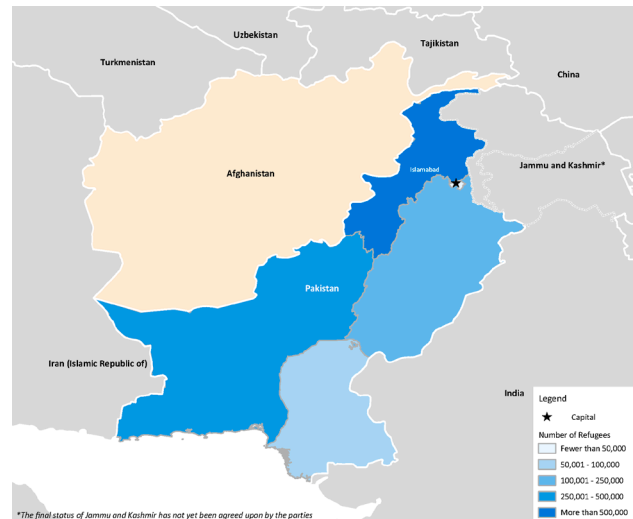 Uzbekistan
Tajikistan
Turkmenistan
China
Jammu and Kashmir*
Islamabad
Afghanistan
Pakistan
Iran (Islamic Republic of)
India
Legend
Capital
Number of Refugees
Fewer than 50,000
50,001 - 100,000
100,001 - 250,000
250,001 - 500,000
More than 500,000
*The final status of Jammu and Kashmir has not yet been agreed upon by the parties